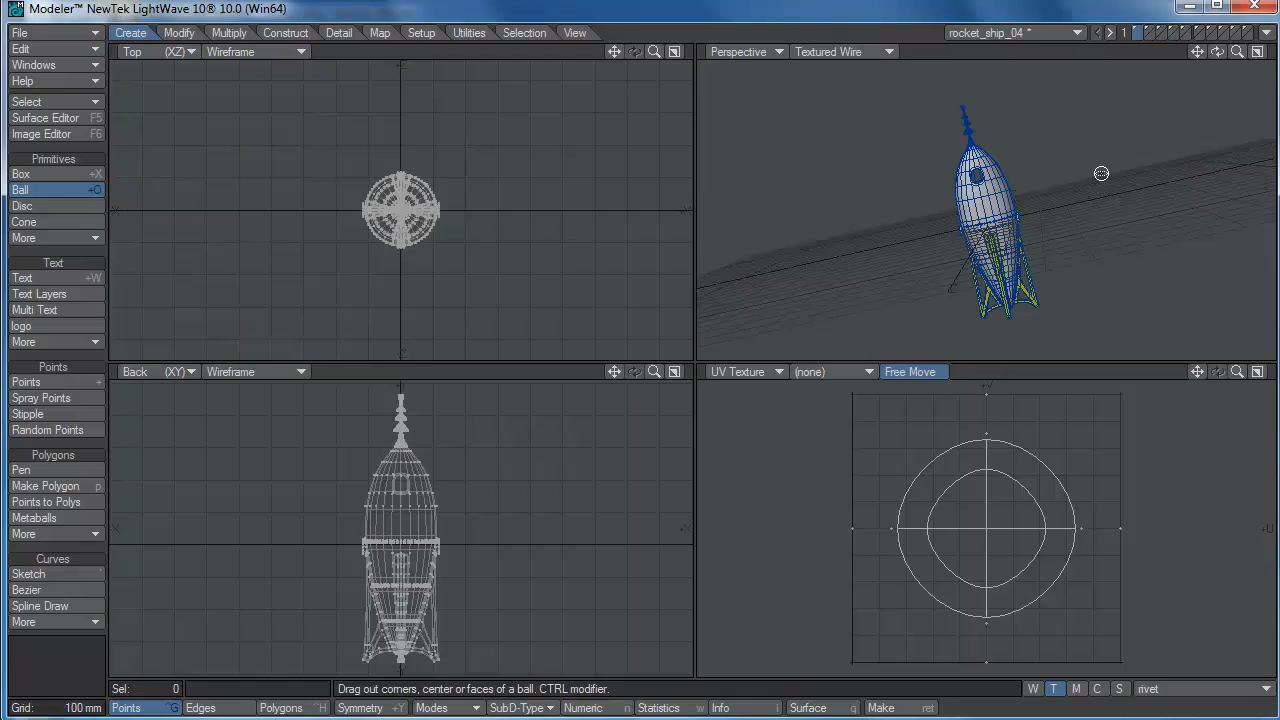 Modeler™ NewTek LightWave 10® 10.0 (Win64)
File Create Modify Multiply Construct Detail Map Setup Utilities Selection View rocket_ship_04 * 1
Edit Top (XZ) Wireframe Perspective Textured Wire
Windows
Help
Select
Surface Editor F5
Image Editor F6
Primitives
Box +X
Ball +O
Disc
Cone
More
Text
Text +W
Text Layers
Multi Text
logo
More
Points
Back (XY) Wireframe UV Texture (none) Free Move
Points +
Spray Points
Stipple
Random Points
Polygons
Pen
Make Polygon p
Points to Polys
Metaballs
More
Curves
Sketch
Bezier
Spline Draw
More
Sel: 0 Drag out corners, center or faces of a ball. CTRL modifier. W T M C S rivet
Grid: 100 mm Points ^G Edges Polygons ^H Symmetry +Y Modes SubD-Type Numeric n Statistics w Info i Surface q Make ret